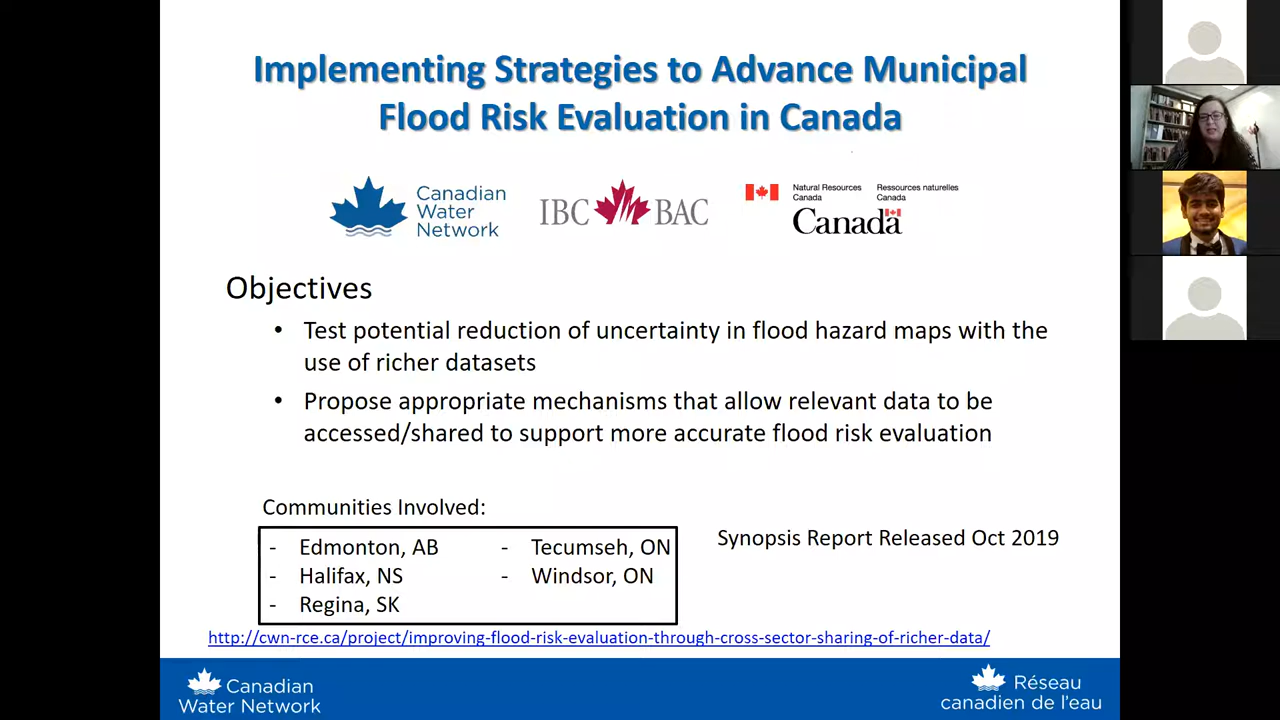 Implementing Strategies to Advance Municipal
Flood Risk Evaluation in Canada
Canadian
Water
Network
IBC BAC
Natural Resources
Canada
Ressources naturelles
Canada
Canada
Objectives
• Test potential reduction of uncertainty in flood hazard maps with the
use of richer datasets
• Propose appropriate mechanisms that allow relevant data to be
accessed/shared to support more accurate flood risk evaluation
Communities Involved:
- Edmonton, AB
- Halifax, NS
- Regina, SK
- Tecumseh, ON
- Windsor, ON
Synopsis Report Released Oct 2019
http://cwn-rce.ca/project/improving-flood-risk-evaluation-through-cross-sector-sharing-of-richer-data/
Canadian
Water Network
Réseau
canadien de l'eau